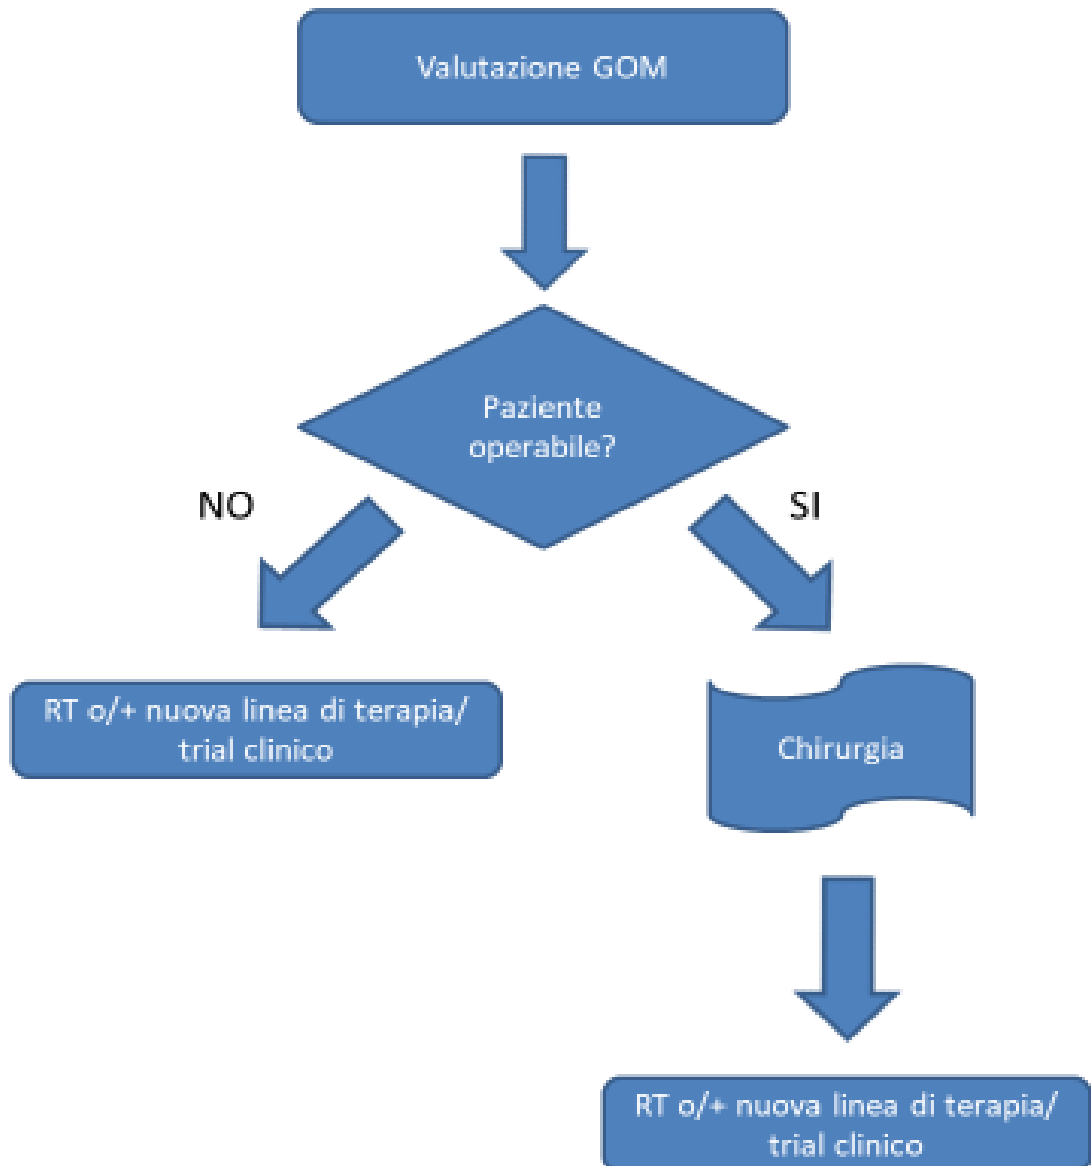 Valutazione GOM
Paziente
operabile?
NO
SI
RT o/+ nuova linea di terapia/
trial clinico
Chirurgia
RT o/+ nuova linea di terapia/
trial clinico